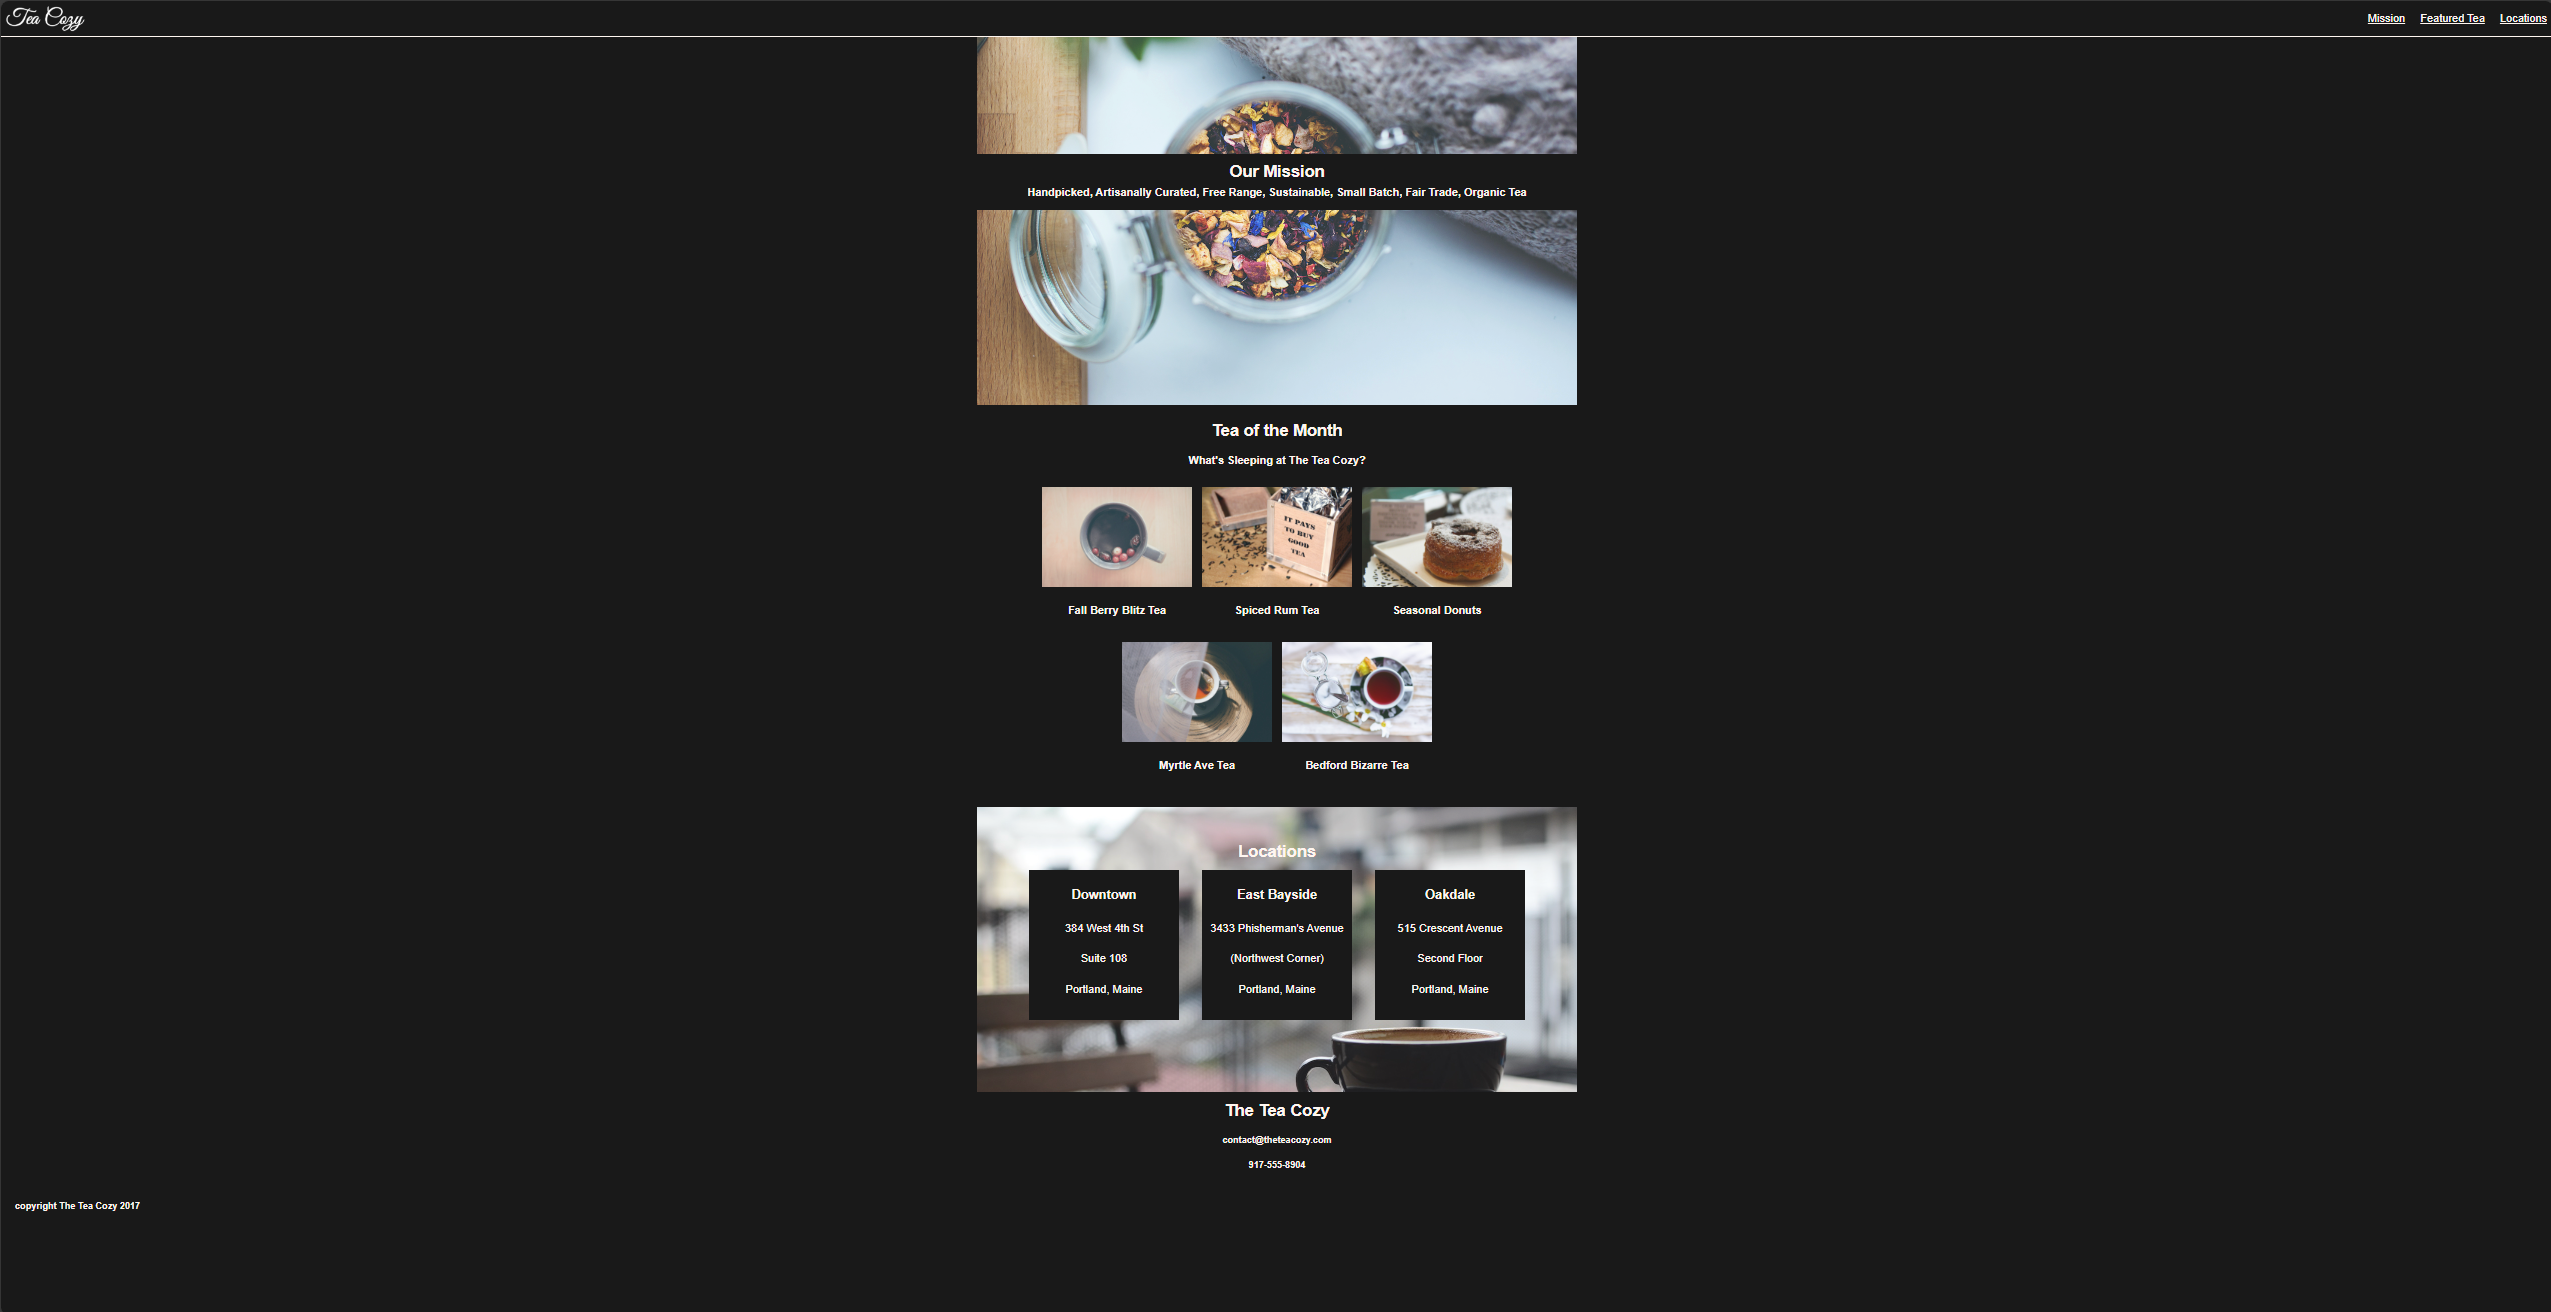 Tea Cozy
Mission Featured Tea Locations
Our Mission
Handpicked, Artisanally Curated, Free Range, Sustainable, Small Batch, Fair Trade, Organic Tea
Tea of the Month
What's Sleeping at The Tea Cozy?
IT PAYS
TO BUY
GOOD
TEA
Fall Berry Blitz Tea
Spiced Rum Tea
Seasonal Donuts
Myrtle Ave Tea
Bedford Bizarre Tea
Locations
Downtown
384 West 4th St
Suite 108
Portland, Maine
East Bayside
3433 Phisherman's Avenue
(Northwest Corner)
Portland, Maine
Oakdale
515 Crescent Avenue
Second Floor
Portland, Maine
The Tea Cozy
contact@theteacozy.com
917-555-8904
copyright The Tea Cozy 2017